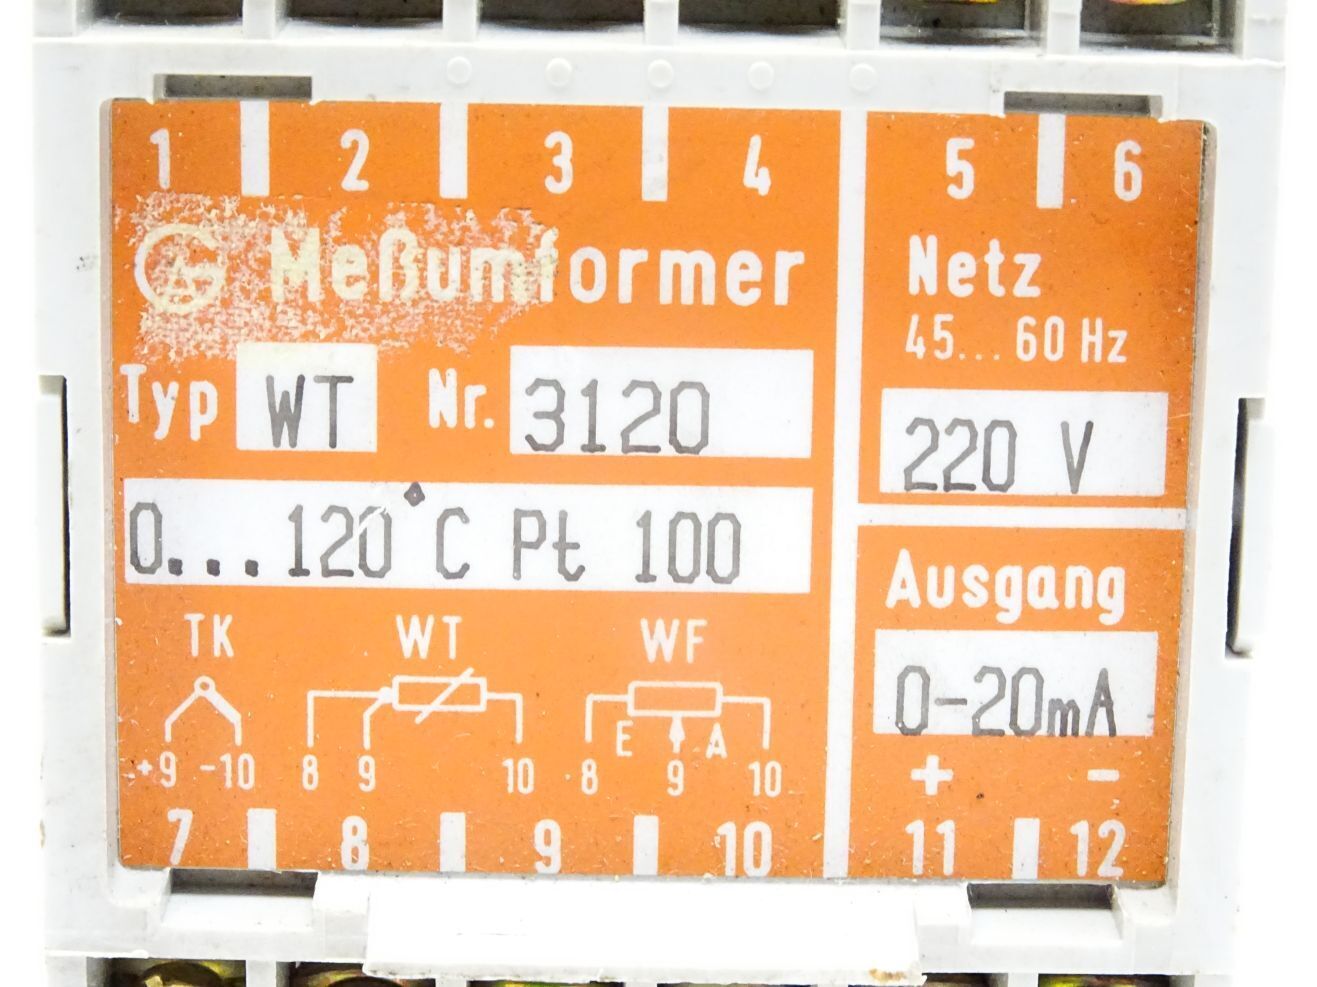 1 2 3 4 5 6
Meßumformer
Netz
45...60 Hz
Typ WT Nr. 3120
220 V
0...120°C Pt 100
Ausgang
0-20mA
TK WT WF
E A
+9 -10 8 9 10 8 9 10
+ -
7 8 9 10 11 12